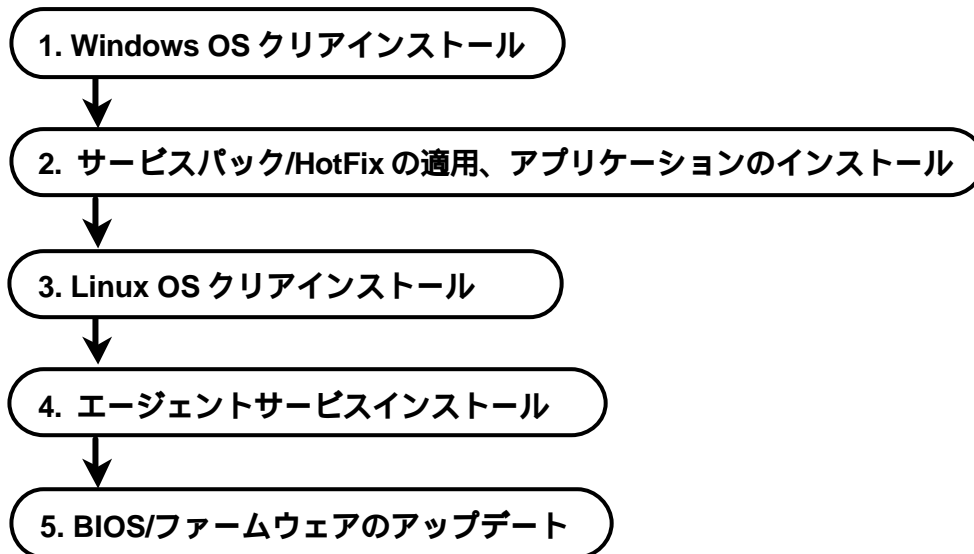 1. Windows OS クリアインストール
2. サービスパック/HotFix の適用、アプリケーションのインストール
3. Linux OS クリアインストール
4. エージェントサービスインストール
5. BIOS/ファームウェアのアップデート